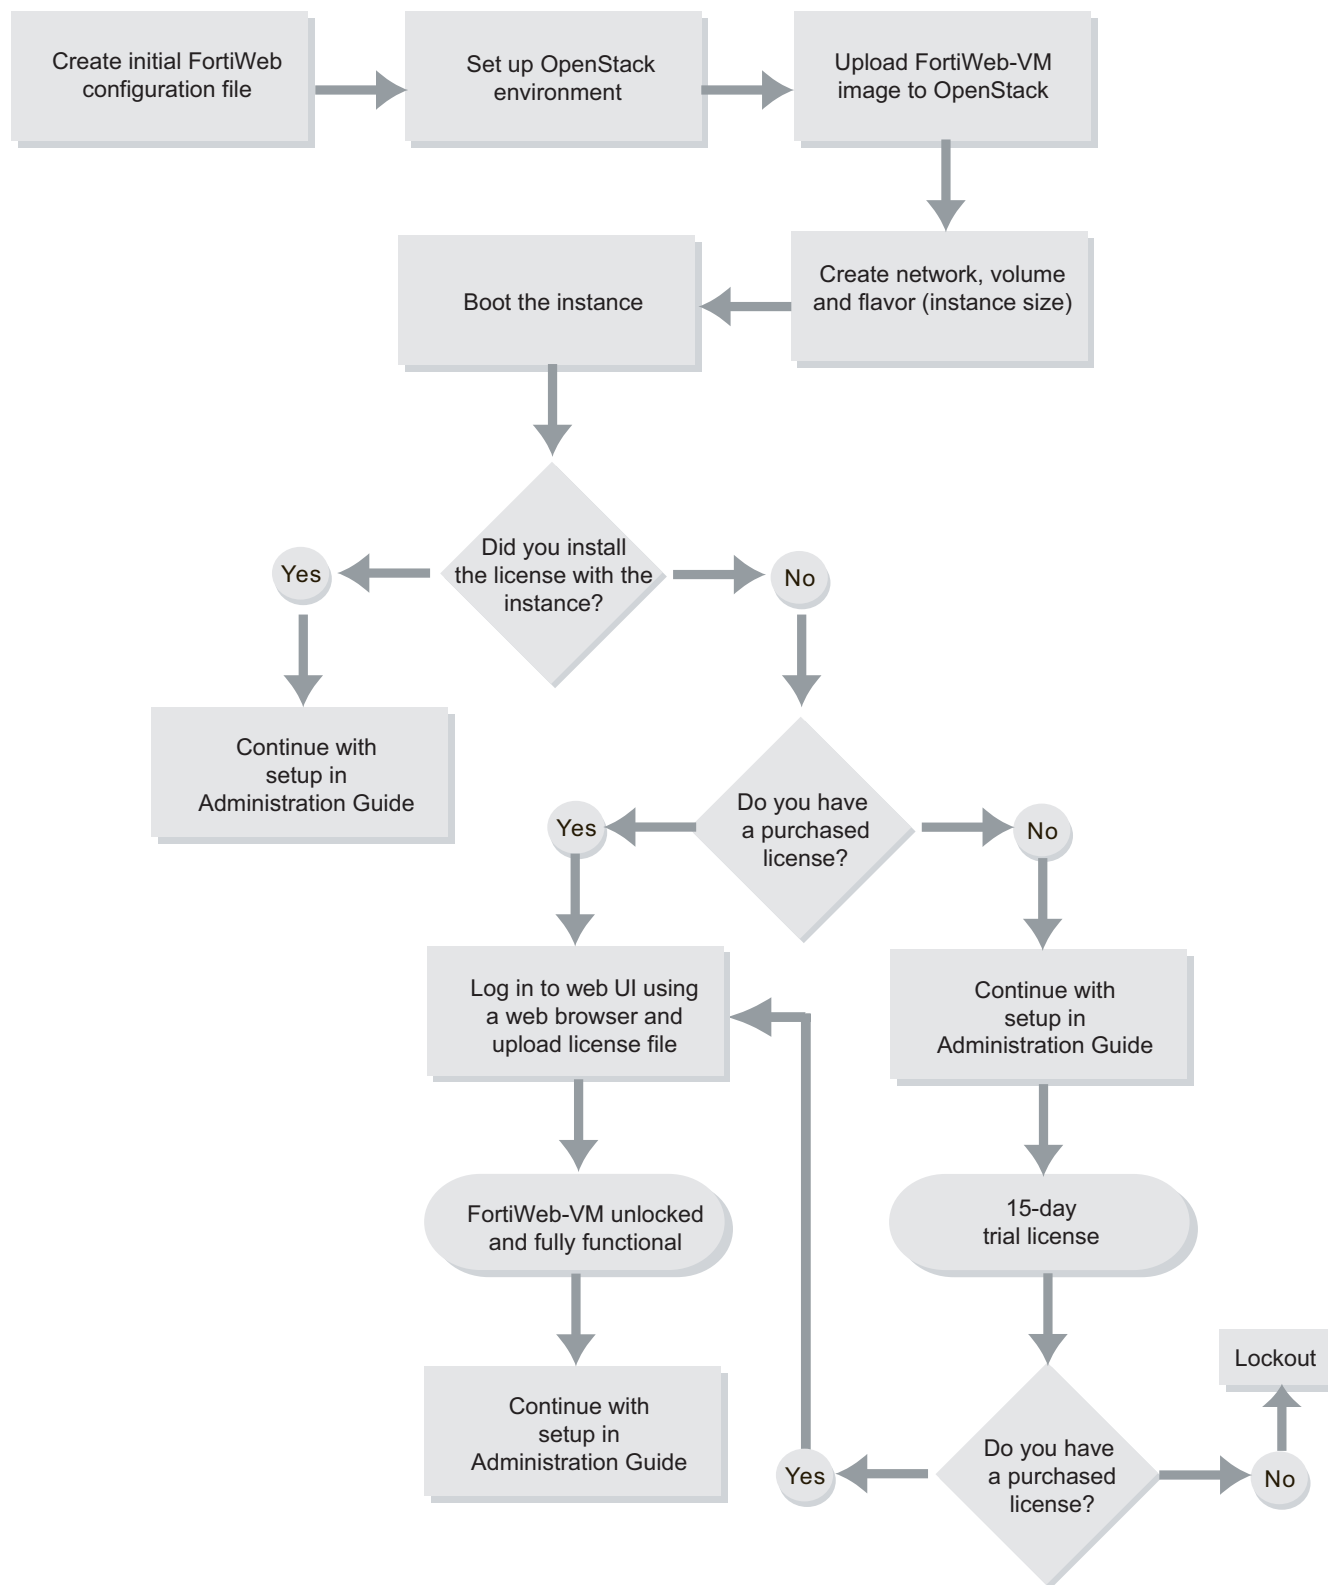 Create initial FortiWeb
configuration file
Set up OpenStack
environment
Upload FortiWeb-VM
image to OpenStack
Boot the instance
Create network, volume
and flavor (instance size)
Did you install
the license with the
instance?
Yes
No
Continue with
setup in
Administration Guide
Do you have
a purchased
license?
Yes
No
Log in to web UI using
a web browser and
upload license file
Continue with
setup in
Administration Guide
FortiWeb-VM unlocked
and fully functional
15-day
trial license
Lockout
Continue with
setup in
Administration Guide
Do you have
a purchased
license?
Yes
No